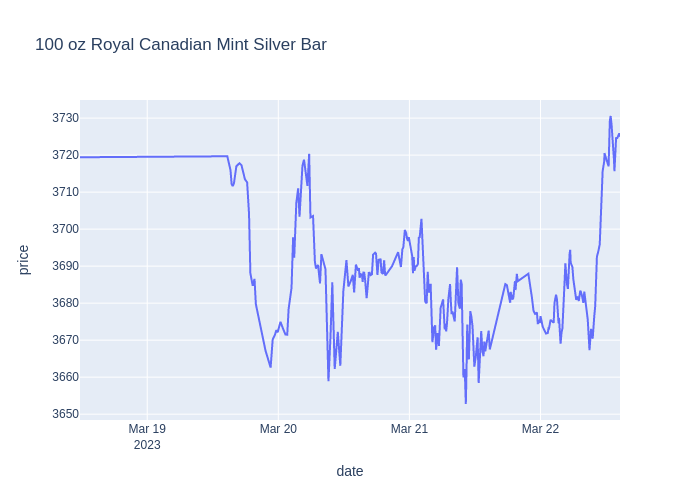 100 oz Royal Canadian Mint Silver Bar
3730
3720
3710
3700
3690
3680
3670
3660
3650
price
Mar 19
2023
Mar 20
Mar 21
Mar 22
date